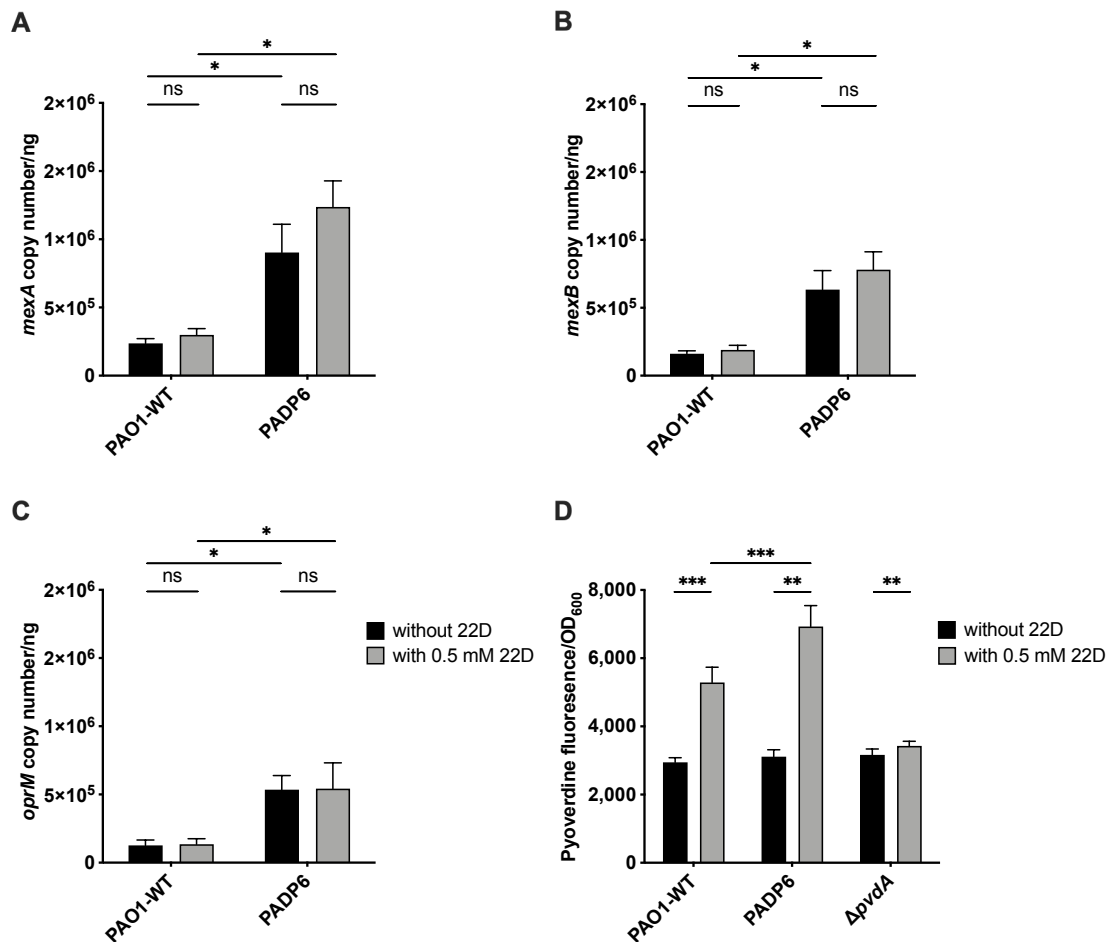 A
*
*
ns
ns
2×10⁶
2×10⁶
1×10⁶
5×10⁵
0
mexA copy number/ng
PAO1-WT
PADP6
B
*
*
ns
ns
2×10⁶
2×10⁶
1×10⁶
5×10⁵
0
mexB copy number/ng
PAO1-WT
PADP6
C
*
*
ns
ns
2×10⁶
2×10⁶
1×10⁶
5×10⁵
0
oprM copy number/ng
PAO1-WT
PADP6
without 22D
with 0.5 mM 22D
D
***
***
**
**
8,000
6,000
4,000
2,000
0
Pyoverdine fluoresence/OD₆₀₀
PAO1-WT
PADP6
ΔpvdA
without 22D
with 0.5 mM 22D